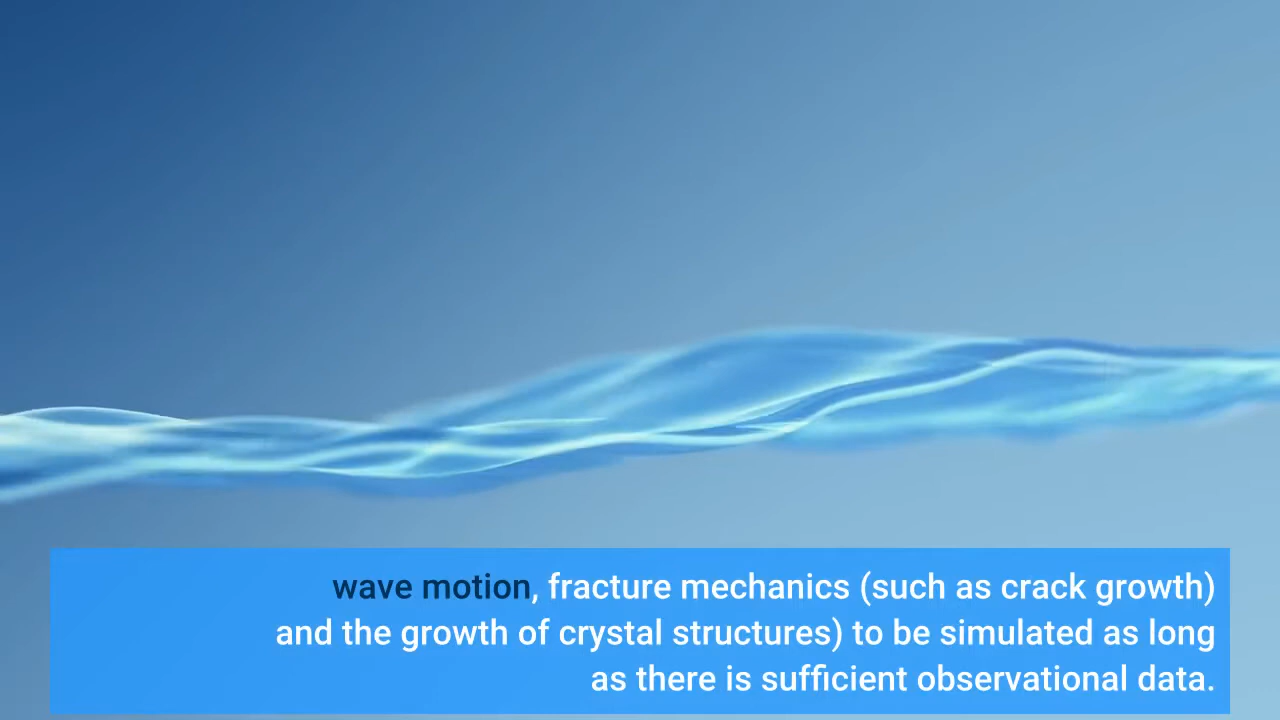 wave motion, fracture mechanics (such as crack growth)
and the growth of crystal structures) to be simulated as long
as there is sufficient observational data.